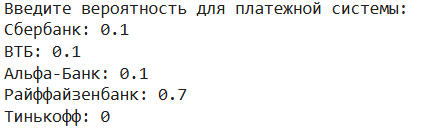 Введите вероятность для платежной системы:
Сбербанк: 0.1
ВТБ: 0.1
Альфа-Банк: 0.1
Райффайзенбанк: 0.7
Тинькофф: 0